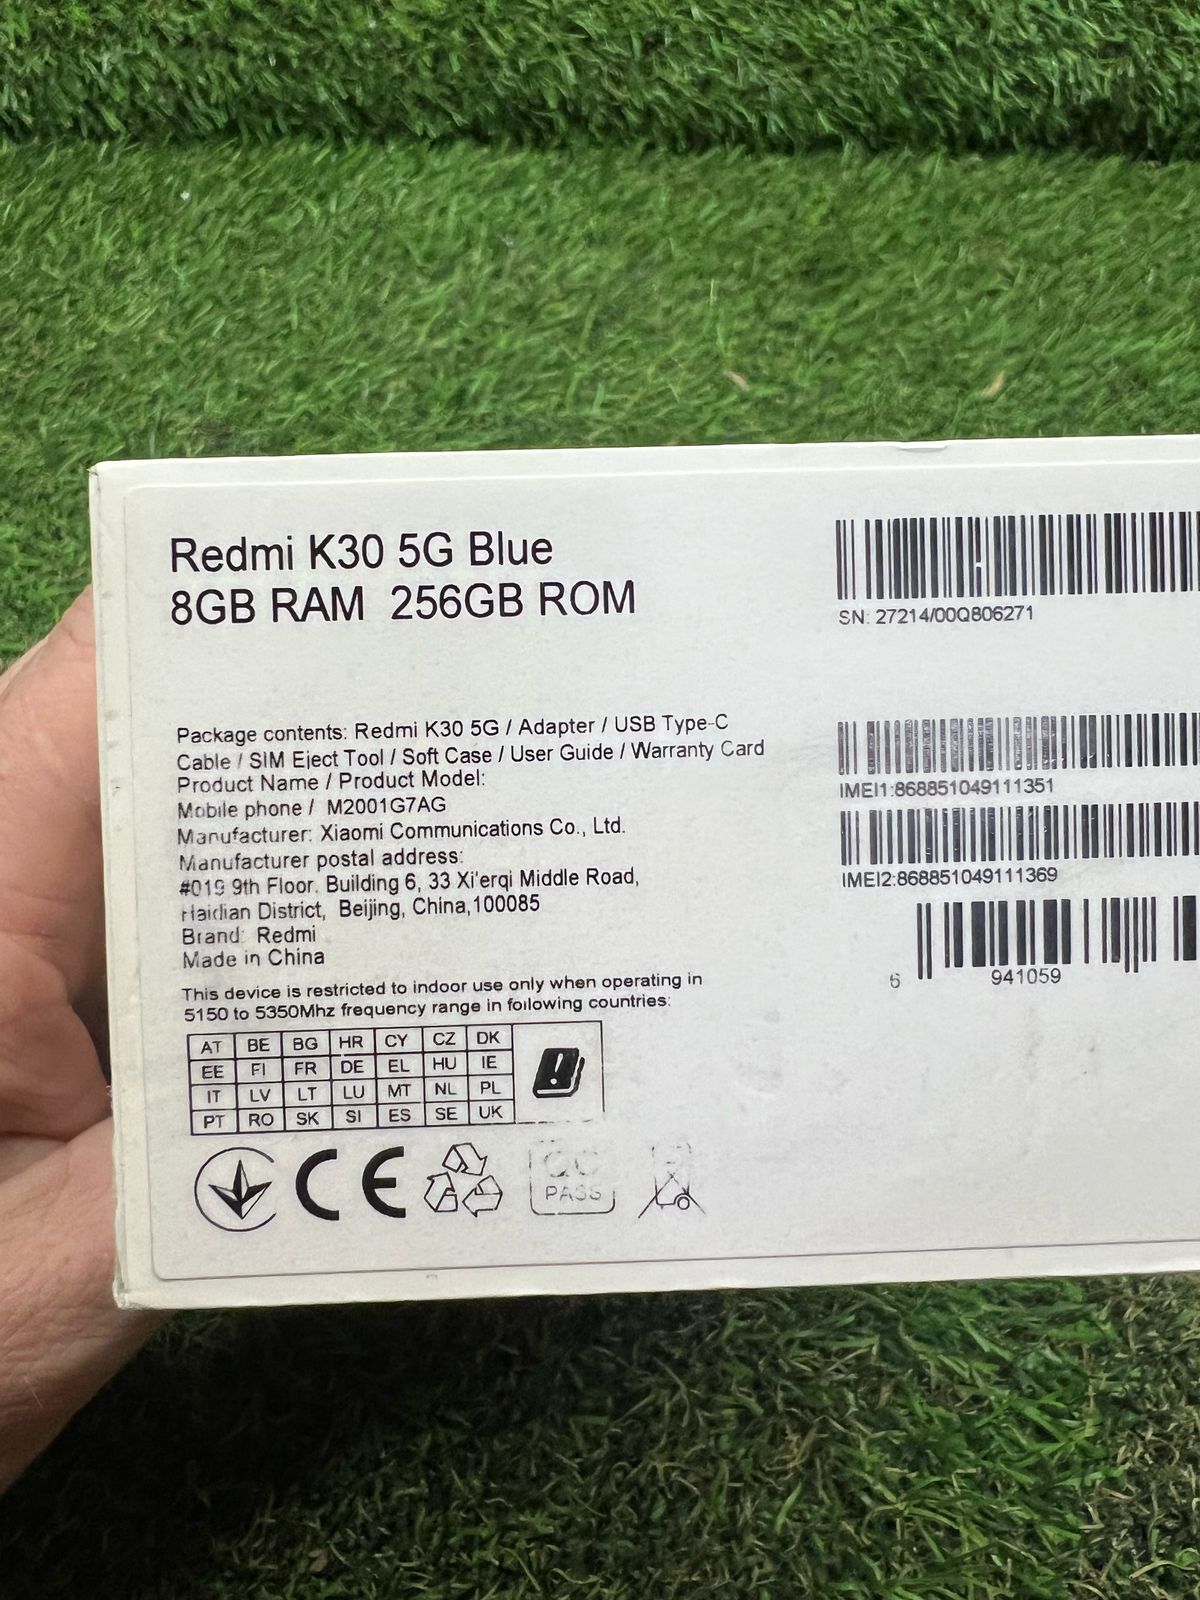 Redmi K30 5G Blue
8GB RAM 256GB ROM
SN: 27214/00Q806271
Package contents: Redmi K30 5G / Adapter / USB Type-C
Cable / SIM Eject Tool / Soft Case / User Guide / Warranty Card
Product Name / Product Model:
Mobile phone / M2001G7AG
Manufacturer: Xiaomi Communications Co., Ltd.
Manufacturer postal address:
#019 9th Floor. Building 6, 33 Xi'erqi Middle Road,
Haidian District, Beijing, China,100085
Brand: Redmi
Made in China
IMEI1:868851049111351
IMEI2:868851049111369
6 941059
This device is restricted to indoor use only when operating in
5150 to 5350Mhz frequency range in following countries:
AT BE BG HR CY CZ DK
EE FI FR DE EL HU IE
IT LV LT LU MT NL PL
PT RO SK SI ES SE UK
CE
QC
PASS